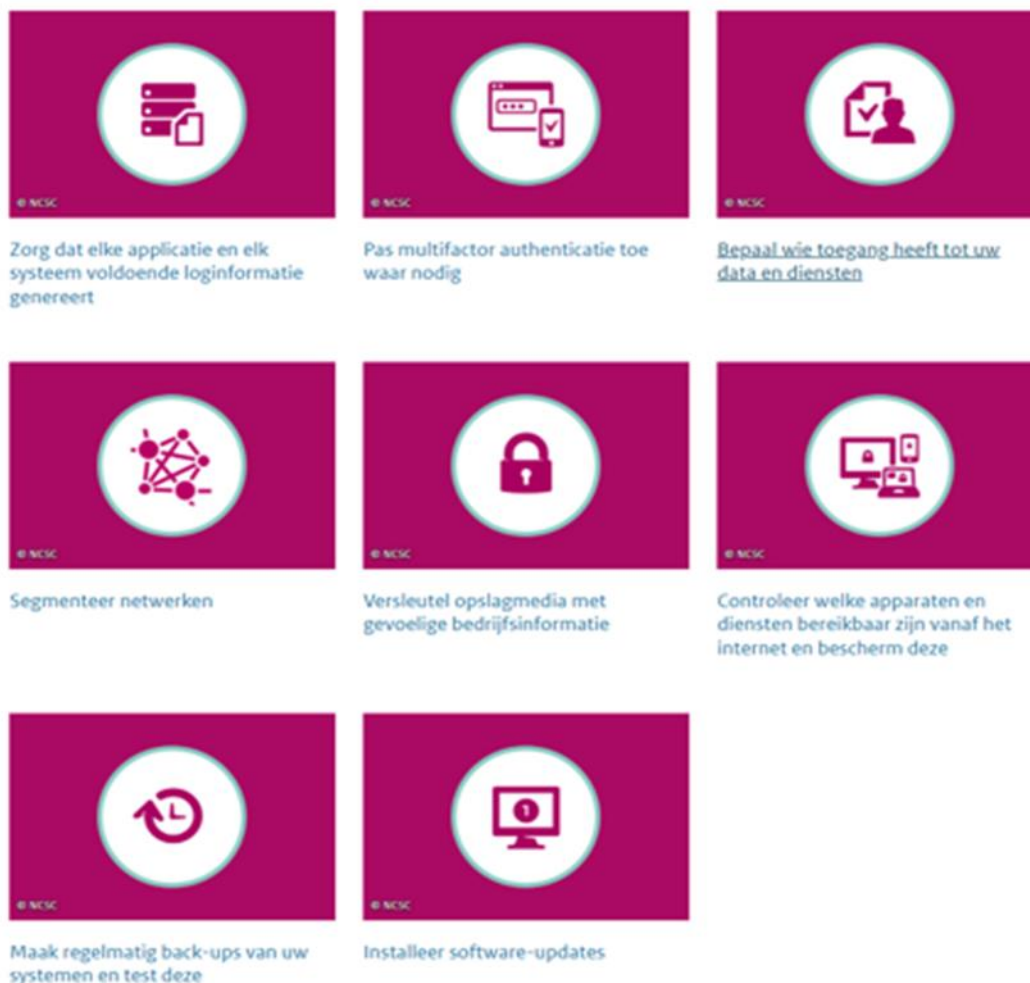 © NCSC
© NCSC
© NCSC
Zorg dat elke applicatie en elk
systeem voldoende loginformatie
genereert
Pas multifactor authenticatie toe
waar nodig
Bepaal wie toegang heeft tot uw
data en diensten
© NCSC
© NCSC
© NCSC
Segmenteer netwerken
Versleutel opslagmedia met
gevoelige bedrijfsinformatie
Controleer welke apparaten en
diensten bereikbaar zijn vanaf het
internet en bescherm deze
1
© NCSC
© NCSC
Maak regelmatig back-ups van uw
systemen en test deze
Installeer software-updates